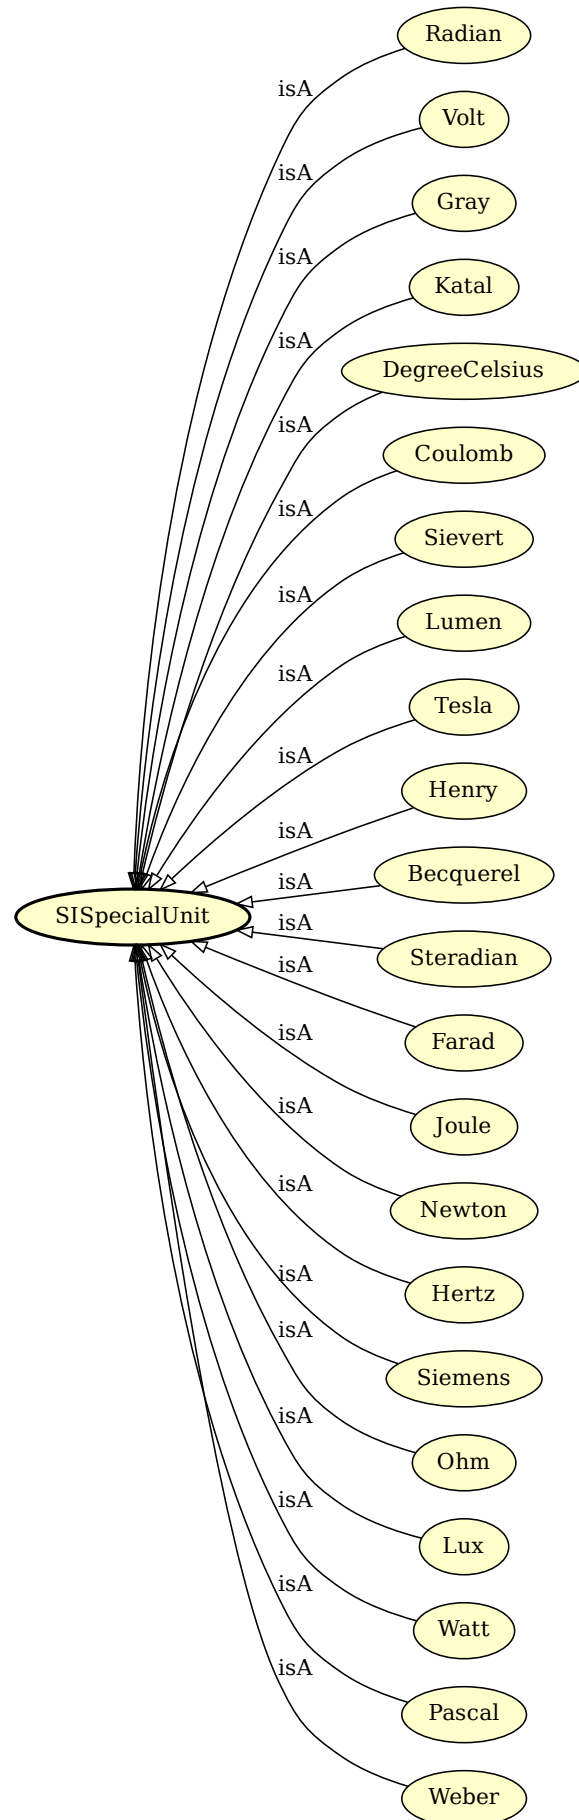 Radian
isA
Volt
isA
Gray
isA
Katal
isA
DegreeCelsius
isA
Coulomb
isA
Sievert
isA
Lumen
isA
Tesla
isA
Henry
isA
Becquerel
isA
SISpecialUnit
isA
Steradian
isA
Farad
isA
Joule
isA
Newton
isA
Hertz
isA
Siemens
isA
Ohm
isA
Lux
isA
Watt
isA
Pascal
isA
Weber